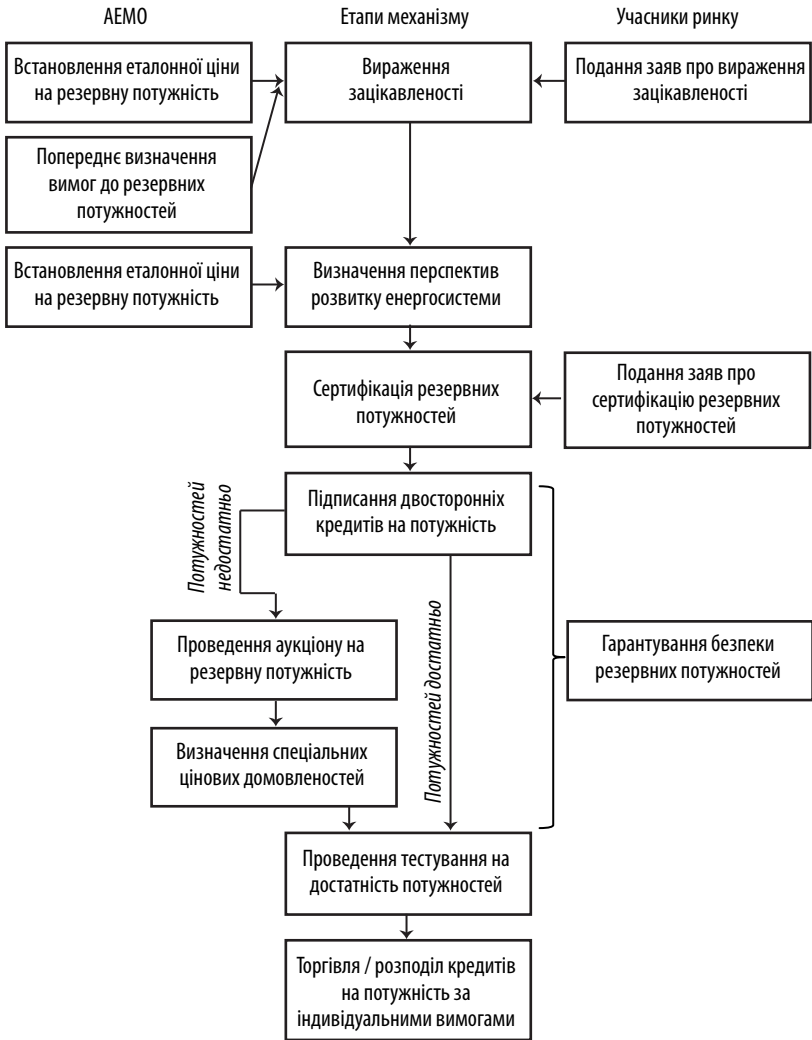 АЕМО
Етапи механізму
Учасники ринку
Встановлення еталонної ціни
на резервну потужність
Вираження
зацікавленості
Подання заяв про вираження
зацікавленості
Попереднє визначення
вимог до резервних
потужностей
Встановлення еталонної ціни
на резервну потужність
Визначення перспектив
розвитку енергосистеми
Сертифікація резервних
потужностей
Подання заяв про
сертифікацію резервних
потужностей
Підписання двосторонніх
кредитів на потужність
Потужностей
недостатньо
Потужностей достатньо
Проведення аукціону на
резервну потужність
Гарантування безпеки
резервних потужностей
Визначення спеціальних
цінових домовленостей
Проведення тестування на
достатність потужностей
Торгівля / розподіл кредитів
на потужність за
індивідуальними вимогами